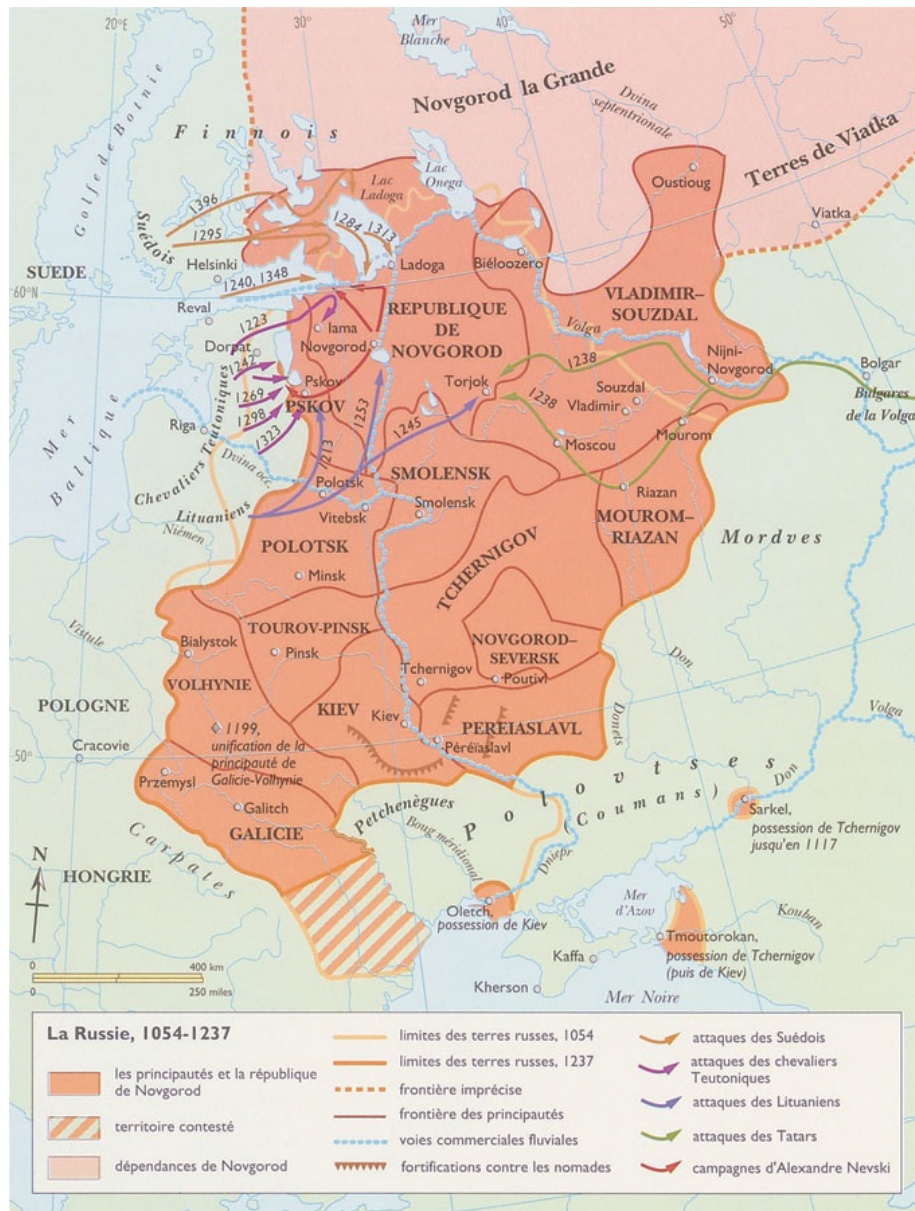 20°E
30°
40°
50°
Mer
Blanche
Novgorod la Grande
Dvina
septentrionale
Terres de Viatka
Golfe de Botnie
Finnois
Lac
Onega
Lac
Ladoga
Oustioug
Viatka
1396
1295
1284
1313
Suédois
Helsinki
Ladoga
Biéloozero
SUEDE
60°N
1240, 1348
Reval
REPUBLIQUE
DE
NOVGOROD
VLADIMIR–
SOUZDAL
1223
Iama
Novgorod
Volga
Dorpat
1242
1238
Nijni-
Novgorod
Bolgar
Bulgares
de la Volga
Pskov
PSKOV
1269
1298
1323
1253
Torjok
Souzdal
Vladimir
1238
1245
Mer
Baltique
Riga
Moscou
Mourom
Chevaliers Teutoniques
Dvina occ.
1213
SMOLENSK
Polotsk
Smolensk
Riazan
Lituaniens
Vitebsk
MOUROM–
RIAZAN
Niémen
POLOTSK
Mordves
Minsk
TCHERNIGOV
Vistule
TOUROV-PINSK
Bialystok
Pinsk
NOVGOROD–
SEVERSK
Tchernigov
Poutivl
Don
VOLHYNIE
POLOGNE
KIEV
Kiev
PEREIASLAVL
Donets
Volga
1199,
unification de la
principauté de
Galicie-Volhynie
Cracovie
50°
Péréïaslavl
Przemysl
Polovtses
(Coumans)
Don
Galitch
Petchenègues
Sarkel,
possession de Tchernigov
jusqu'en 1117
GALICIE
Boug méridional
Dniepr
Carpates
N
HONGRIE
Oletch,
possession de Kiev
Mer
d'Azov
Kouban
Tmoutorokan,
possession de Tchernigov
(puis de Kiev)
Kaffa
Kherson
Mer Noire
0
400 km
0
250 miles
La Russie, 1054-1237
les principautés et la république
de Novgorod
territoire contesté
dépendances de Novgorod
limites des terres russes, 1054
limites des terres russes, 1237
frontière imprécise
frontière des principautés
voies commerciales fluviales
fortifications contre les nomades
attaques des Suédois
attaques des chevaliers
Teutoniques
attaques des Lituaniens
attaques des Tatars
campagnes d'Alexandre Nevski